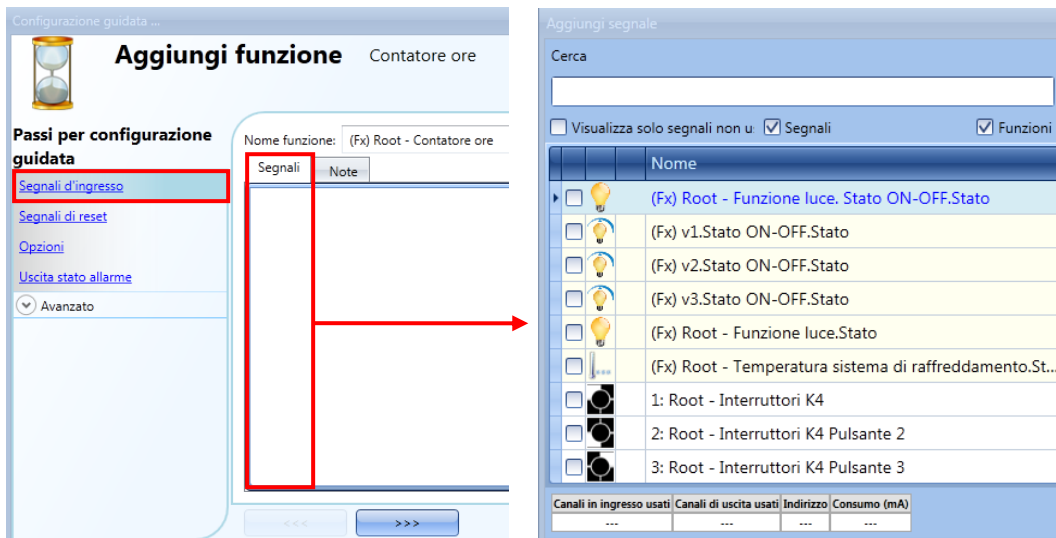 Configurazione guidata ...
Aggiungi funzione Contatore ore
Passi per configurazione
guidata
Segnali d'ingresso
Segnali di reset
Opzioni
Uscita stato allarme
Avanzato
Nome funzione: (Fx) Root - Contatore ore
Segnali Note
<<< >>>
Aggiungi segnale
Cerca
Visualizza solo segnali non u Segnali Funzioni
Nome
(Fx) Root - Funzione luce. Stato ON-OFF.Stato
(Fx) v1.Stato ON-OFF.Stato
(Fx) v2.Stato ON-OFF.Stato
(Fx) v3.Stato ON-OFF.Stato
(Fx) Root - Funzione luce.Stato
(Fx) Root - Temperatura sistema di raffreddamento.St...
1: Root - Interruttori K4
2: Root - Interruttori K4 Pulsante 2
3: Root - Interruttori K4 Pulsante 3
Canali in ingresso usati Canali di uscita usati Indirizzo Consumo (mA)
--- --- --- ---